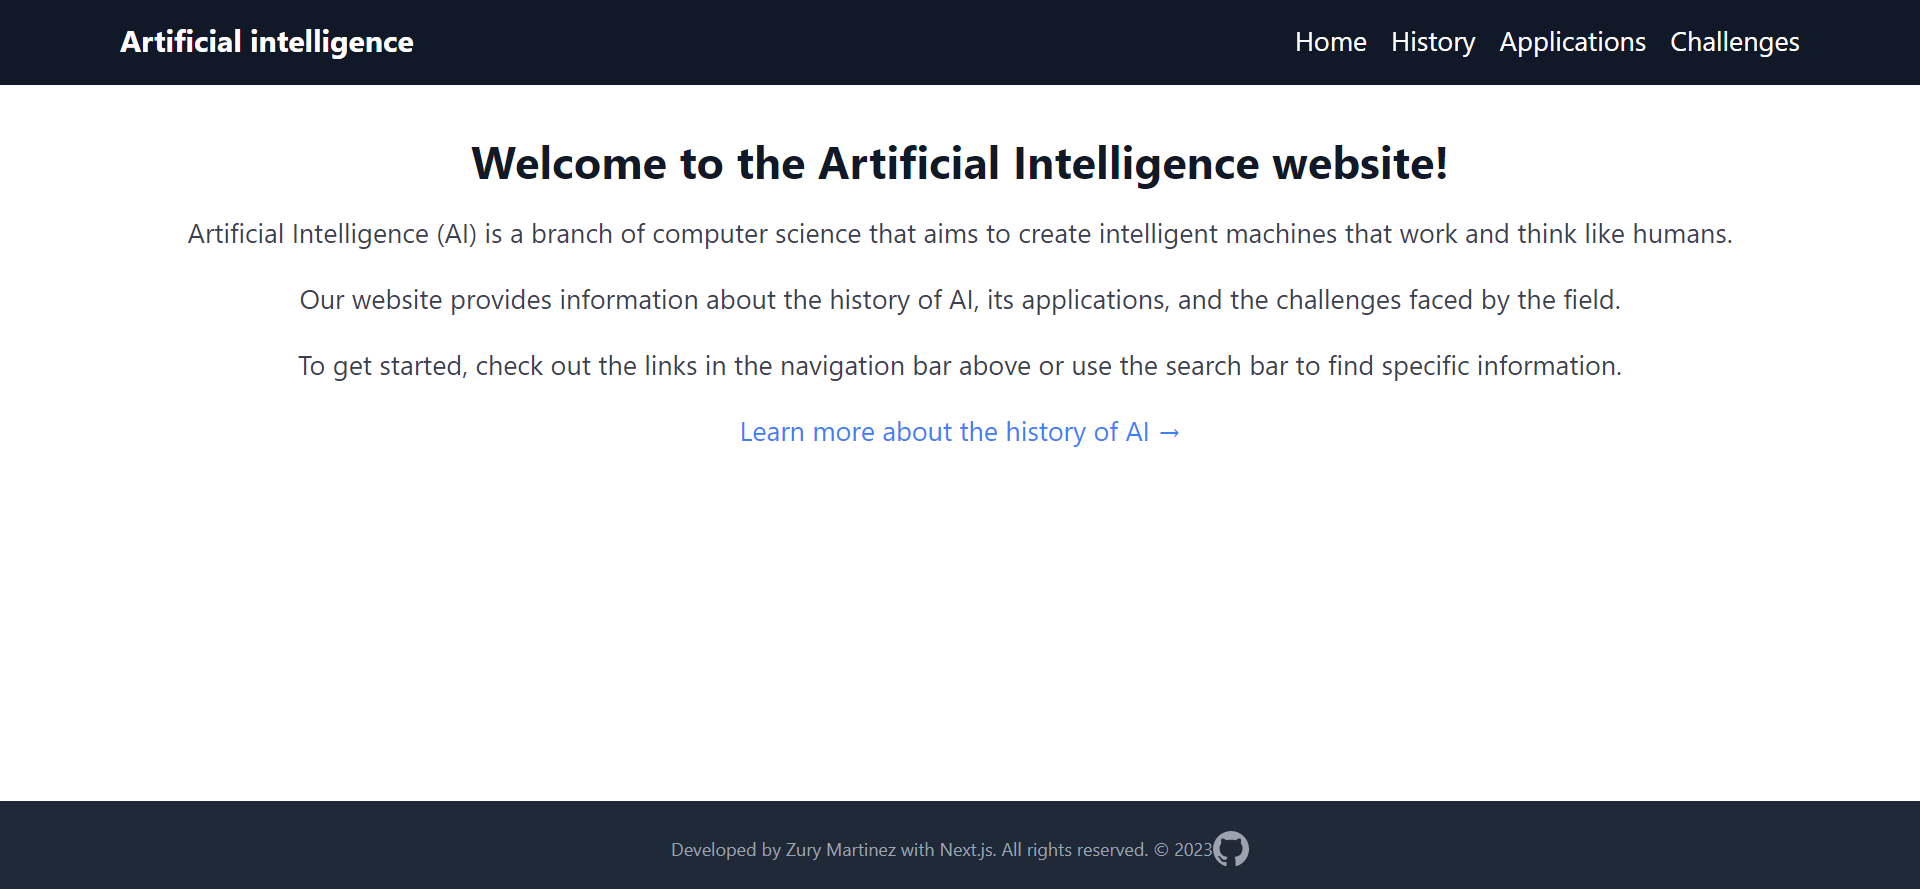 Artificial intelligence
Home History Applications Challenges
Welcome to the Artificial Intelligence website!
Artificial Intelligence (AI) is a branch of computer science that aims to create intelligent machines that work and think like humans.
Our website provides information about the history of AI, its applications, and the challenges faced by the field.
To get started, check out the links in the navigation bar above or use the search bar to find specific information.
Learn more about the history of AI →
Developed by Zury Martinez with Next.js. All rights reserved. © 2023